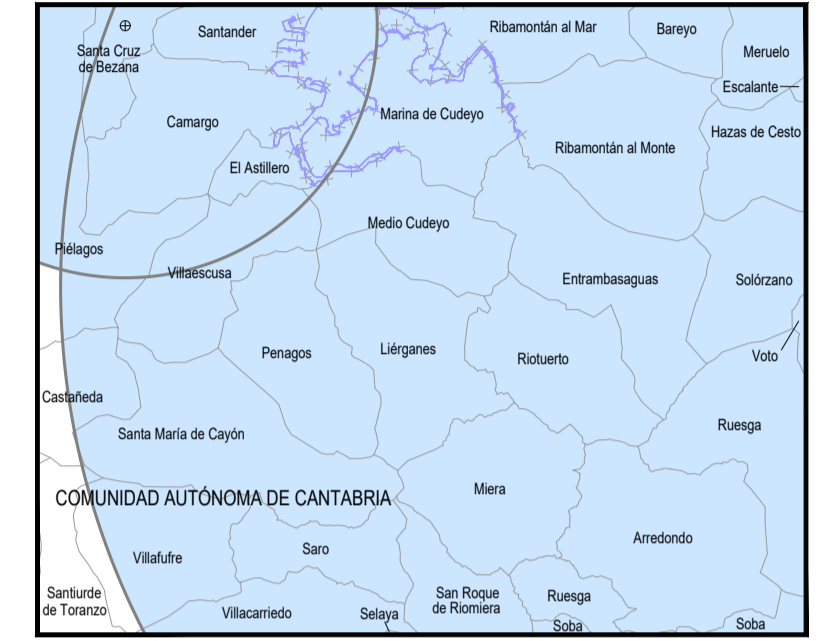 Ribamontán al Mar
Bareyo
Santander
Santa Cruz
de Bezana
Meruelo
Escalante
Camargo
Marina de Cudeyo
Hazas de Cesto
Ribamontán al Monte
El Astillero
Medio Cudeyo
Piélagos
Villaescusa
Entrambasaguas
Solórzano
Penagos
Liérganes
Riotuerto
Voto
Castañeda
Santa María de Cayón
Ruesga
COMUNIDAD AUTÓNOMA DE CANTABRIA
Miera
Arredondo
Villafufre
Saro
Santiurde
de Toranzo
San Roque
de Riomiera
Ruesga
Villacarriedo
Selaya
Soba
Soba